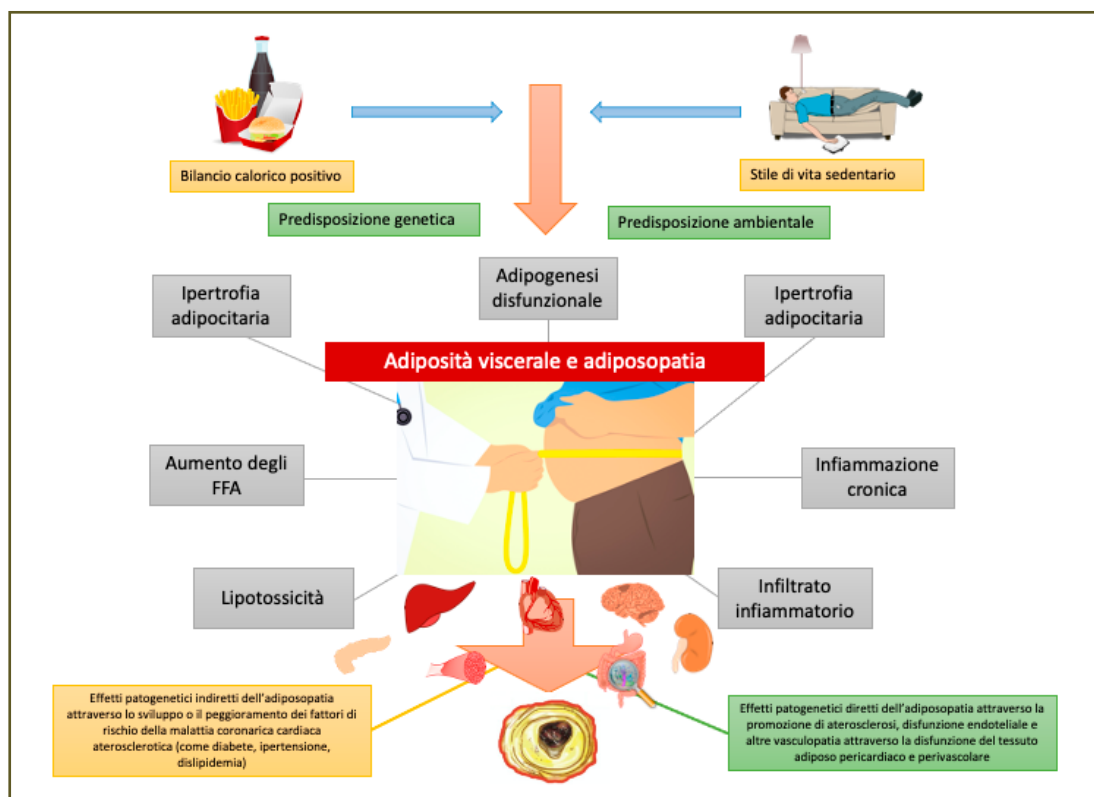 Bilancio calorico positivo
Stile di vita sedentario
Predisposizione genetica
Predisposizione ambientale
Ipertrofia
adipocitaria
Adipogenesi
disfunzionale
Ipertrofia
adipocitaria
Adiposità viscerale e adiposopatia
Aumento degli
FFA
Infiammazione
cronica
Lipotossicità
Infiltrato
infiammatorio
Effetti patogenetici indiretti dell'adiposopatia
attraverso lo sviluppo o il peggioramento dei fattori di
rischio della malattia coronarica cardiaca
aterosclerotica (come diabete, ipertensione,
dislipidemia)
Effetti patogenetici diretti dell'adiposopatia attraverso la
promozione di aterosclerosi, disfunzione endoteliale e
altre vasculopatia attraverso la disfunzione del tessuto
adiposo pericardiaco e perivascolare